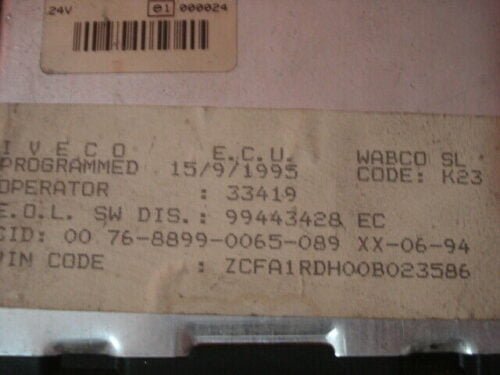 24V e1 000024
IVECO E.C.U. WABCO SL
PROGRAMMED 15/9/1995 CODE: K23
OPERATOR : 33419
E.O.L. SW DIS.: 99443428 EC
CID: 00 76-8899-0065-089 XX-06-94
VIN CODE : ZCFA1RDH00B023586